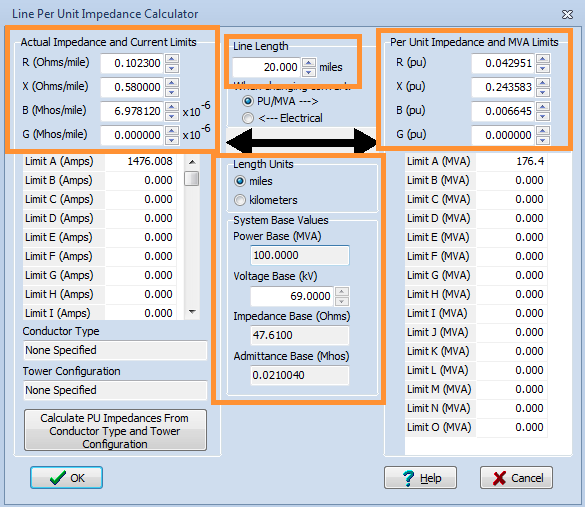 Line Per Unit Impedance Calculator
Actual Impedance and Current Limits
R (Ohms/mile) 0.102300
X (Ohms/mile) 0.580000
B (Mhos/mile) 6.978120 x10^-6
G (Mhos/mile) 0.000000 x10^-6
Limit A (Amps) 1476.008
Limit B (Amps) 0.000
Limit C (Amps) 0.000
Limit D (Amps) 0.000
Limit E (Amps) 0.000
Limit F (Amps) 0.000
Limit G (Amps) 0.000
Limit H (Amps) 0.000
Limit I (Amps) 0.000
Conductor Type
None Specified
Tower Configuration
None Specified
Calculate PU Impedances From
Conductor Type and Tower
Configuration
Line Length
20.000 miles
When changing convert:
PU/MVA --->
<--- Electrical
Length Units
miles
kilometers
System Base Values
Power Base (MVA)
100.0000
Voltage Base (kV)
69.0000
Impedance Base (Ohms)
47.6100
Admittance Base (Mhos)
0.0210040
Per Unit Impedance and MVA Limits
R (pu) 0.042951
X (pu) 0.243583
B (pu) 0.006645
G (pu) 0.000000
Limit A (MVA) 176.4
Limit B (MVA) 0.000
Limit C (MVA) 0.000
Limit D (MVA) 0.000
Limit E (MVA) 0.000
Limit F (MVA) 0.000
Limit G (MVA) 0.000
Limit H (MVA) 0.000
Limit I (MVA) 0.000
Limit J (MVA) 0.000
Limit K (MVA) 0.000
Limit L (MVA) 0.000
Limit M (MVA) 0.000
Limit N (MVA) 0.000
Limit O (MVA) 0.000
OK
? Help
Cancel